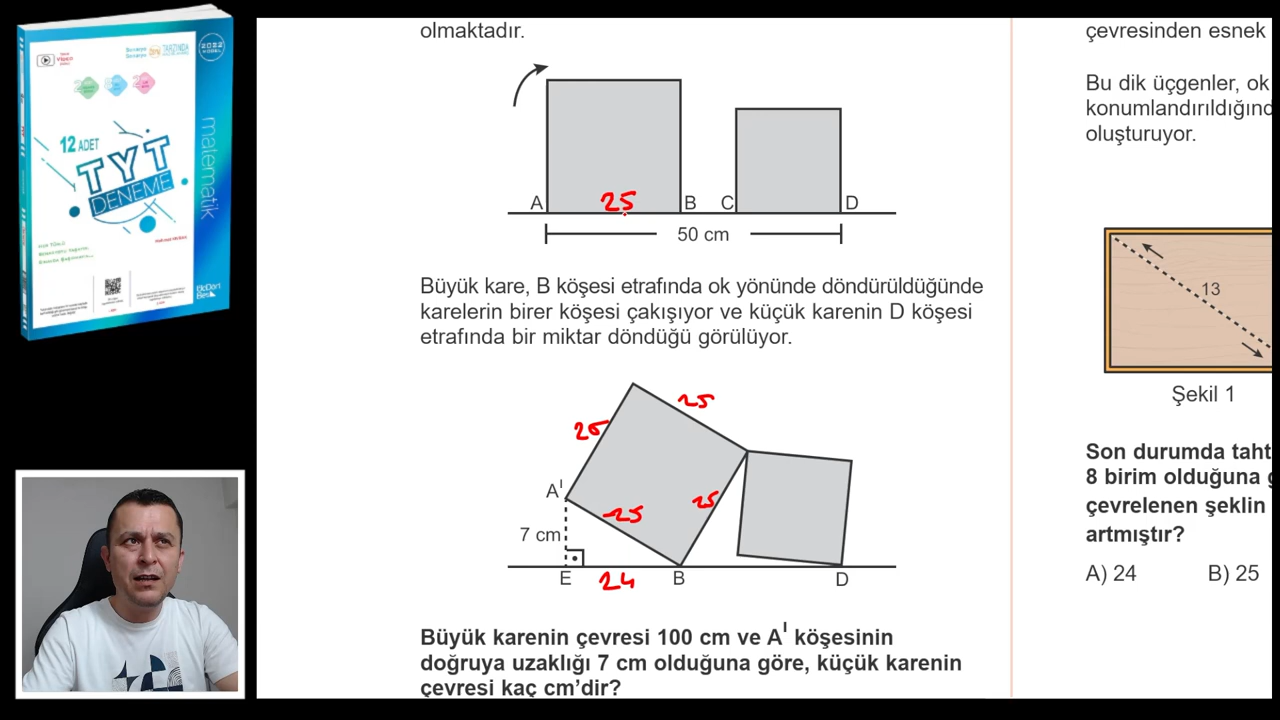 2022
MODEL
TARZINDA
matematik
12 ADET
TYT
DENEME
olmaktadır.
A
25
B
C
D
50 cm
Büyük kare, B köşesi etrafında ok yönünde döndürüldüğünde
karelerin birer köşesi çakışıyor ve küçük karenin D köşesi
etrafında bir miktar döndüğü görülüyor.
25
25
A'
25
25
7 cm
E
24
B
D
Büyük karenin çevresi 100 cm ve A' köşesinin
doğruya uzaklığı 7 cm olduğuna göre, küçük karenin
çevresi kaç cm'dir?
çevresinden esnek
Bu dik üçgenler, ok
konumlandırıldığınd
oluşturuyor.
13
Şekil 1
Son durumda taht
8 birim olduğuna g
çevrelenen şeklin
artmıştır?
A) 24
B) 25